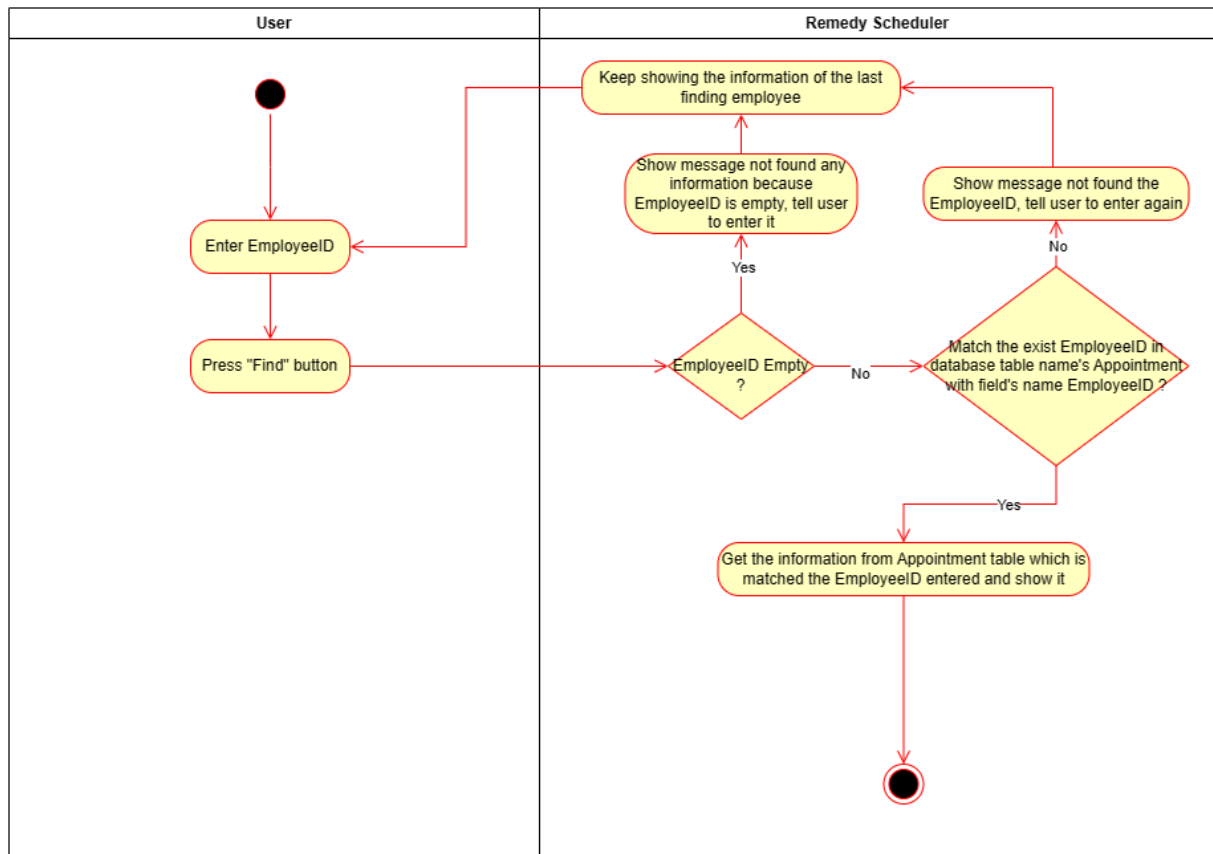 User
Remedy Scheduler
Keep showing the information of the last
finding employee
Show message not found any
information because
EmployeeID is empty, tell user
to enter it
Show message not found the
EmployeeID, tell user to enter again
Enter EmployeeID
Yes
No
Press "Find" button
EmployeeID Empty
?
No
Match the exist EmployeeID in
database table name's Appointment
with field's name EmployeeID ?
Yes
Get the information from Appointment table which is
matched the EmployeeID entered and show it